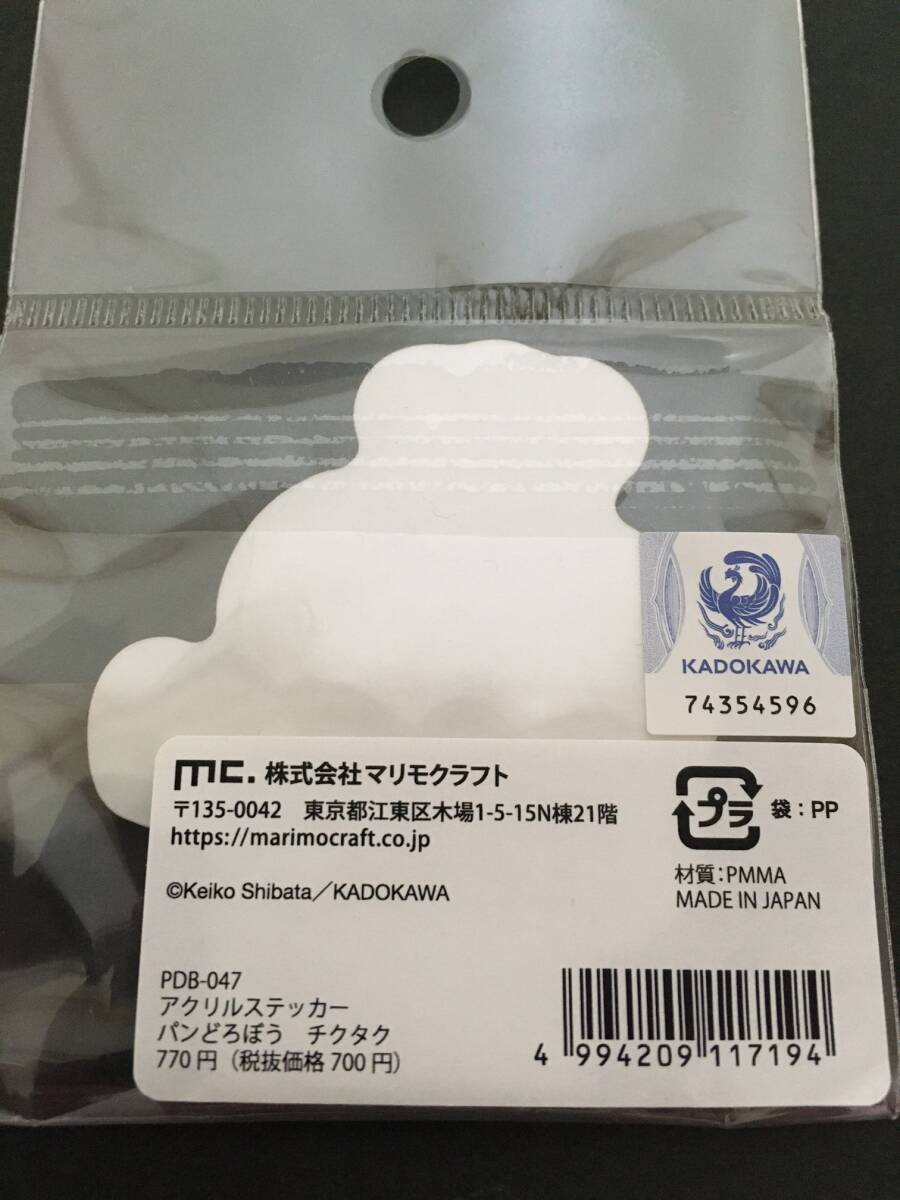 KADOKAWA
74354596
mc. 株式会社マリモクラフト
〒135-0042 東京都江東区木場1-5-15N棟21階
https://marimocraft.co.jp
プラ 袋:PP
材質:PMMA
MADE IN JAPAN
©Keiko Shibata/KADOKAWA
PDB-047
アクリルステッカー
パンどろぼう チクタク
770円(税抜価格 700円)
4 994209 117194